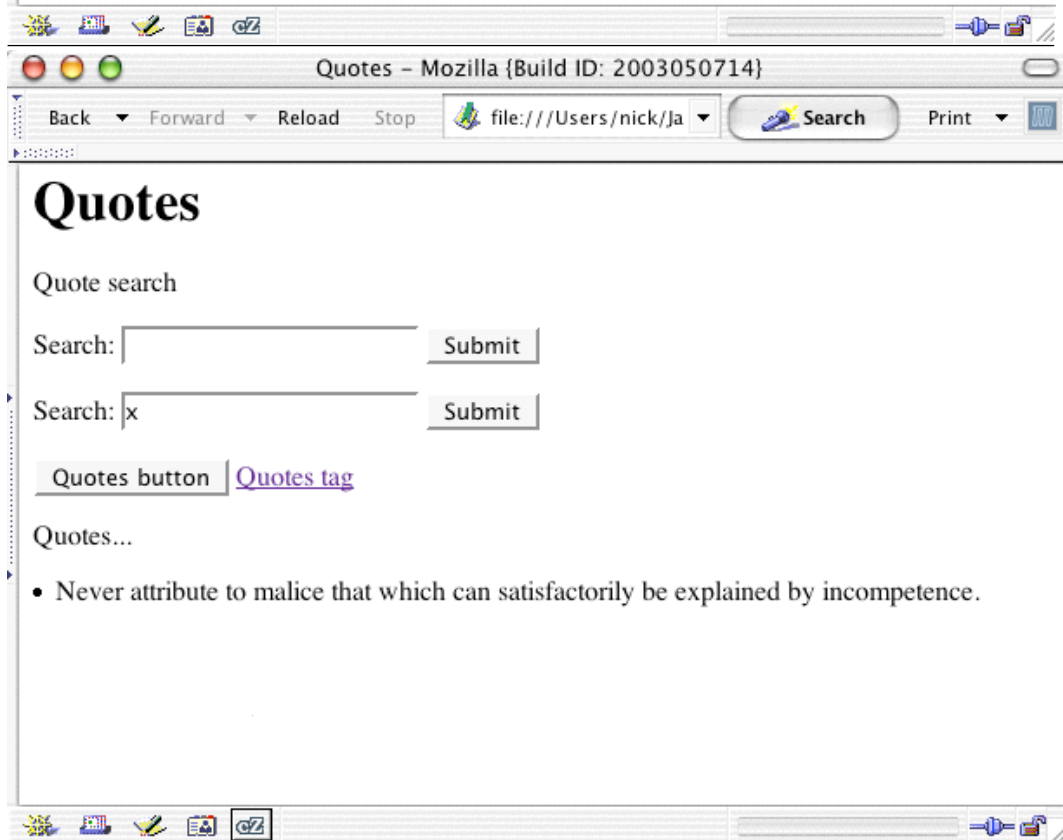 cZ
Quotes – Mozilla {Build ID: 2003050714}
Back Forward Reload Stop file:///Users/nick/Ja Search Print
Quotes
Quote search
Search: Submit
Search: x Submit
Quotes button Quotes tag
Quotes...
• Never attribute to malice that which can satisfactorily be explained by incompetence.
cZ